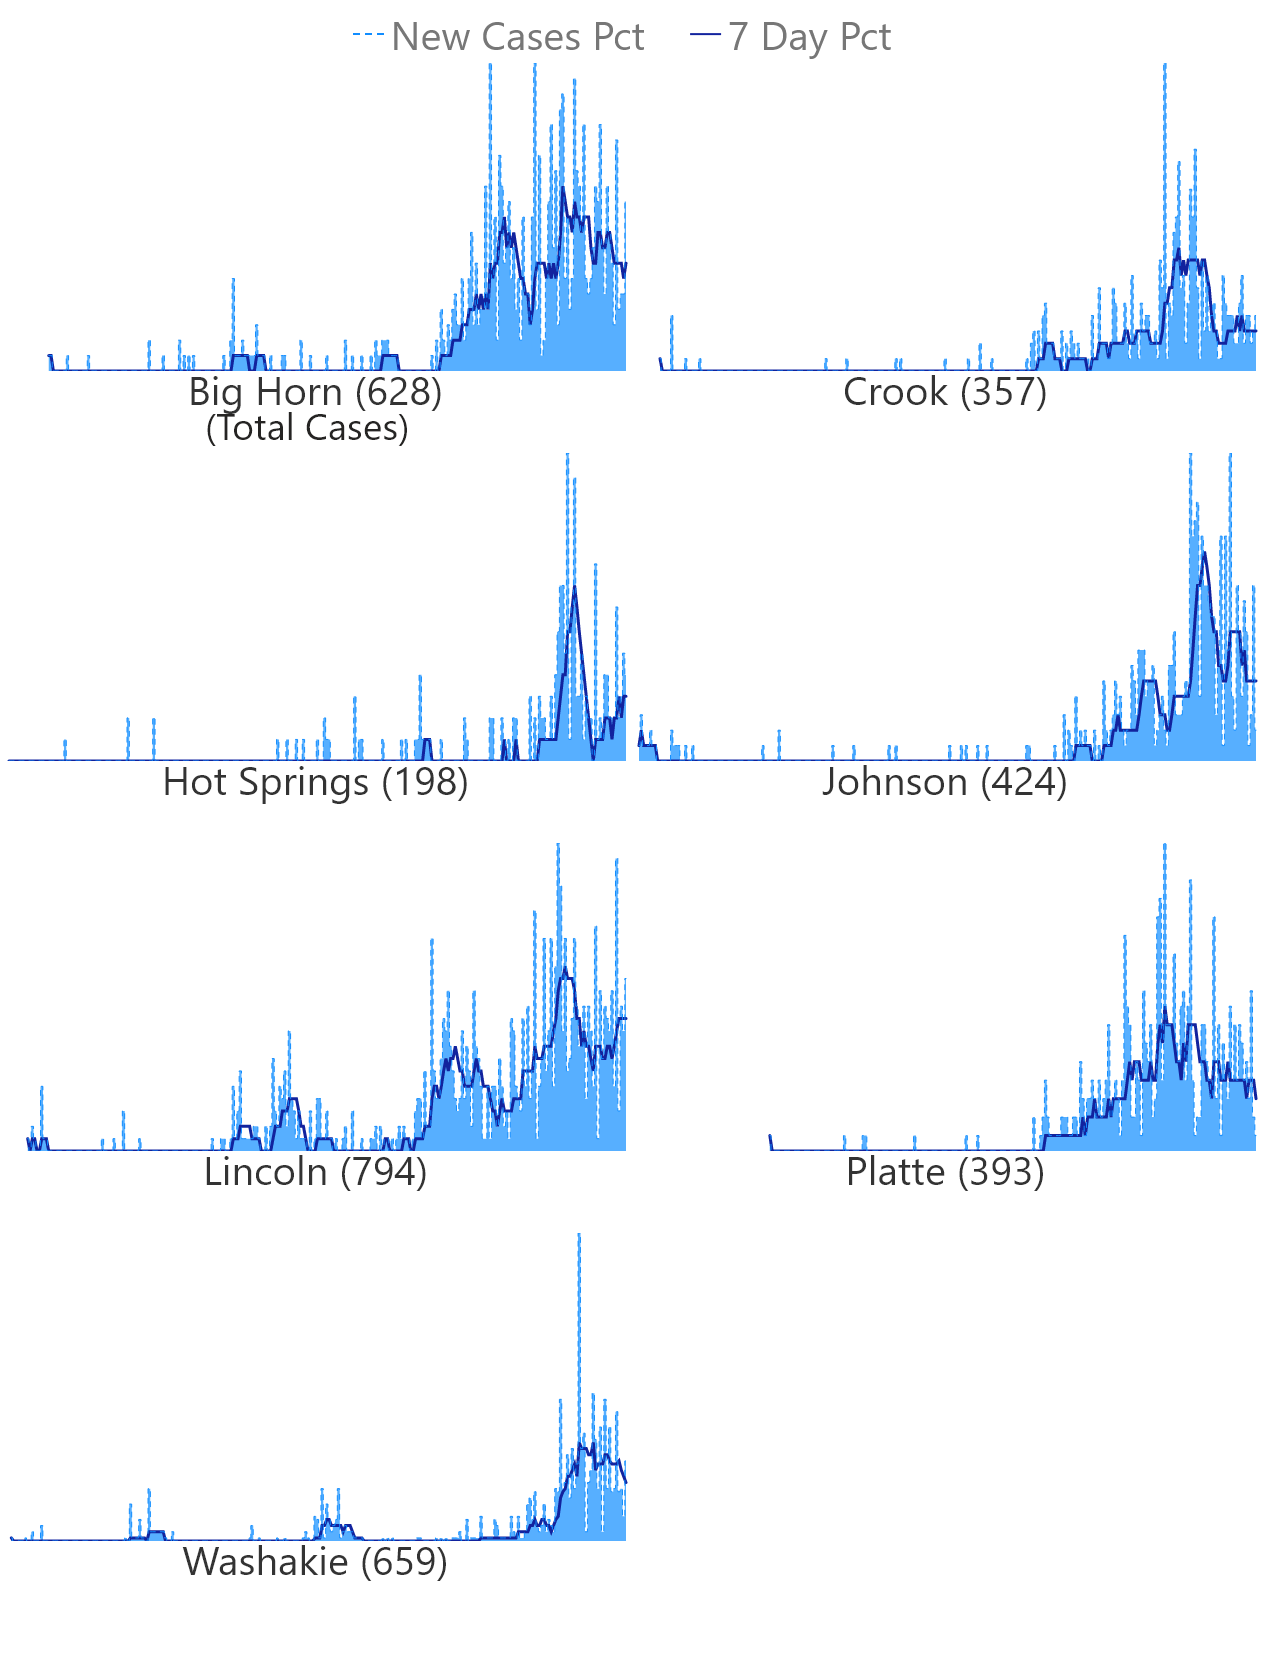 New Cases Pct 7 Day Pct
Big Horn (628) Crook (357)
(Total Cases)
Hot Springs (198) Johnson (424)
Lincoln (794) Platte (393)
Washakie (659)